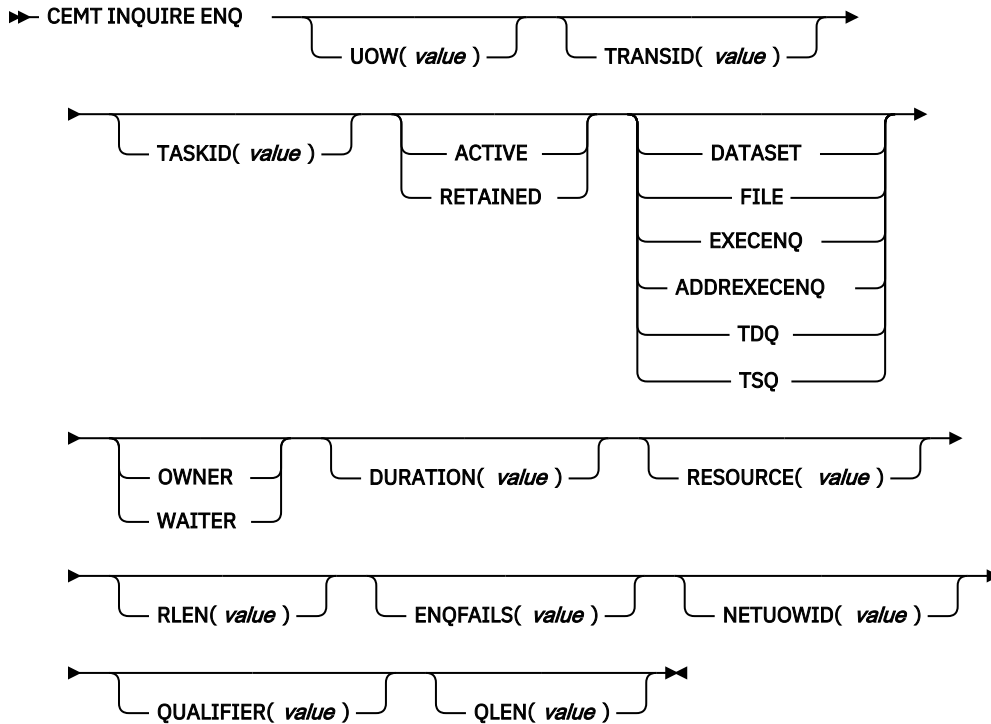 CEMT INQUIRE ENQ
UOW( value )
TRANSID( value )
TASKID( value )
ACTIVE
RETAINED
DATASET
FILE
EXECENQ
ADDREXECENQ
TDQ
TSQ
OWNER
WAITER
DURATION( value )
RESOURCE( value )
RLEN( value )
ENQFAILS( value )
NETUOWID( value )
QUALIFIER( value )
QLEN( value )